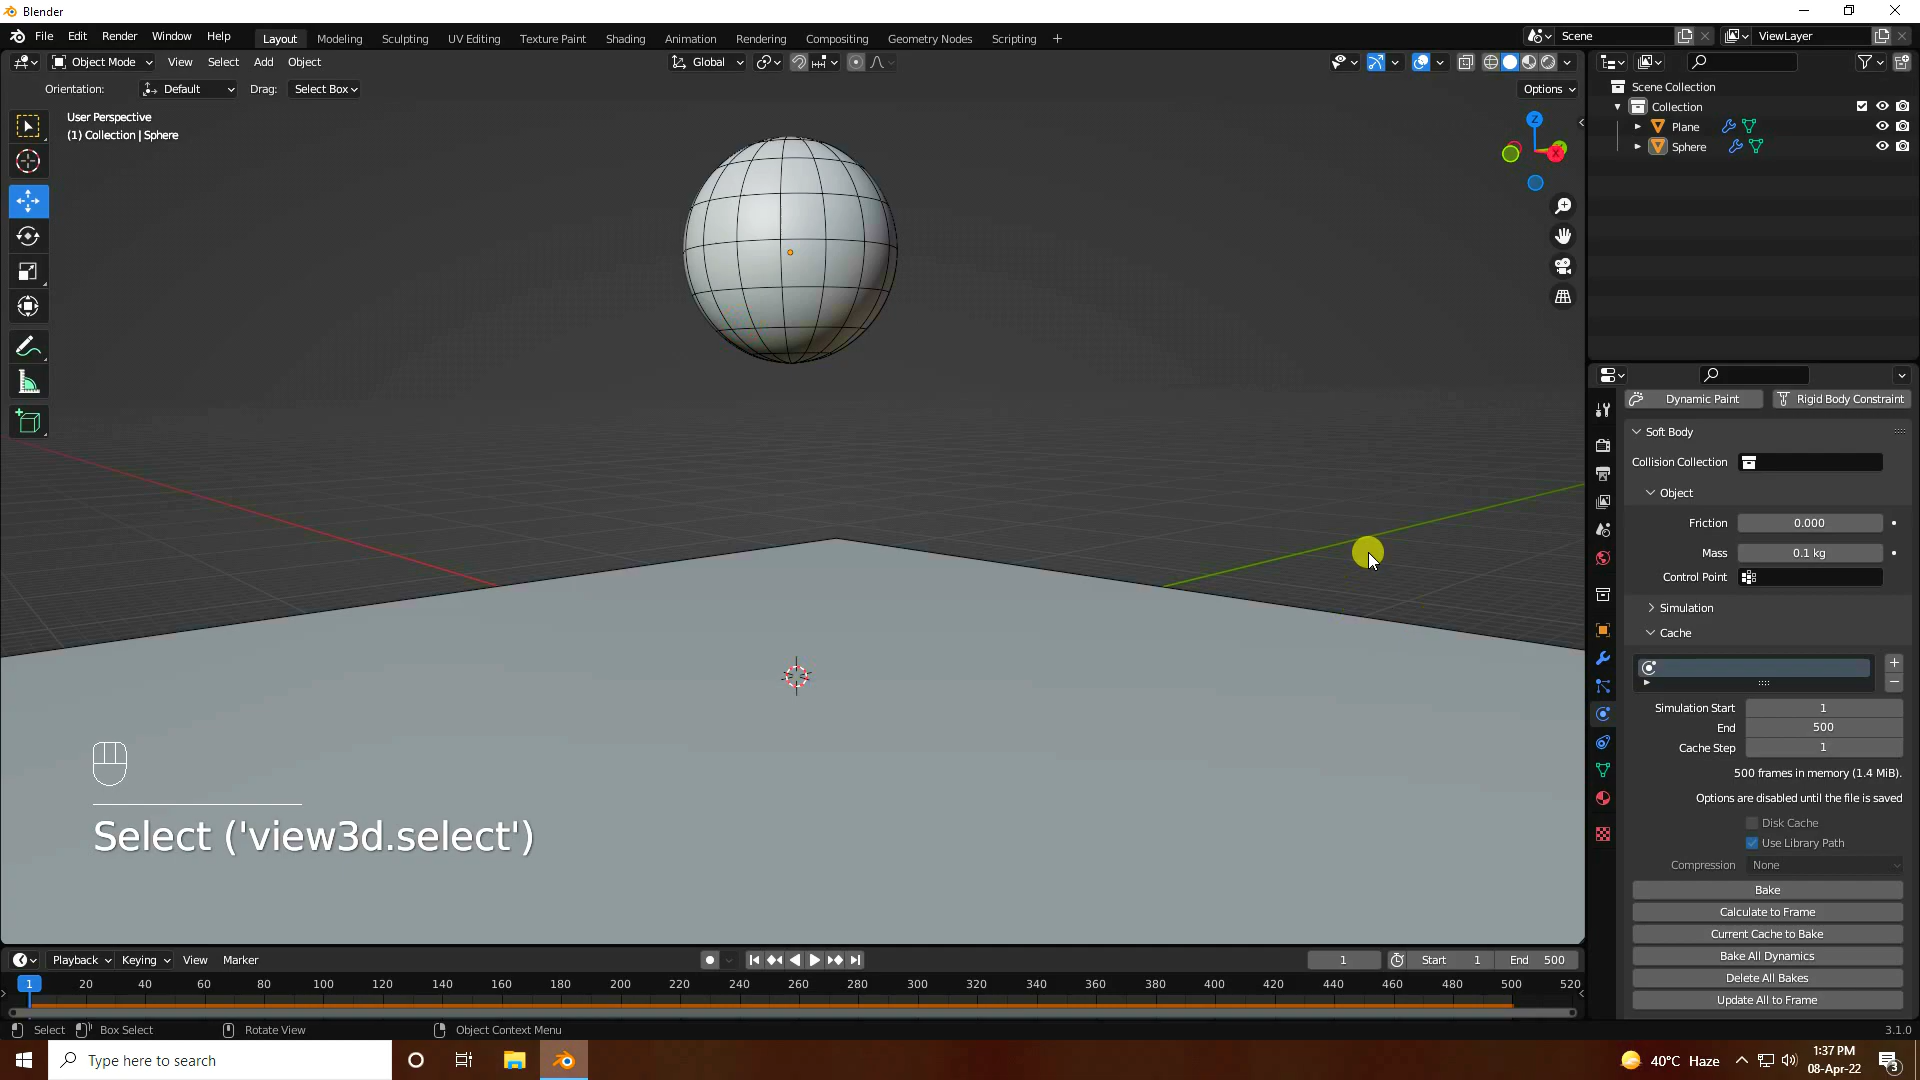 Blender
File Edit Render Window Help
Layout Modeling Sculpting UV Editing Texture Paint Shading Animation Rendering Compositing Geometry Nodes Scripting +
Scene
ViewLayer
Object Mode View Select Add Object
Global
Orientation: Default Drag: Select Box
Options
User Perspective
(1) Collection | Sphere
Z
X
Scene Collection
Collection
Plane
Sphere
Dynamic Paint
Rigid Body Constraint
Soft Body
Collision Collection
Object
Friction 0.000
Mass 0.1 kg
Control Point
Simulation
Cache
Simulation Start 1
End 500
Cache Step 1
500 frames in memory (1.4 MiB).
Options are disabled until the file is saved
Disk Cache
Use Library Path
Compression None
Bake
Calculate to Frame
Current Cache to Bake
Bake All Dynamics
Delete All Bakes
Update All to Frame
Select ('view3d.select')
Playback Keying View Marker
1 Start 1 End 500
1 20 40 60 80 100 120 140 160 180 200 220 240 260 280 300 320 340 360 380 400 420 440 460 480 500 520
Select Box Select Rotate View Object Context Menu
3.1.0
Type here to search
40°C Haze
1:37 PM
08-Apr-22
3